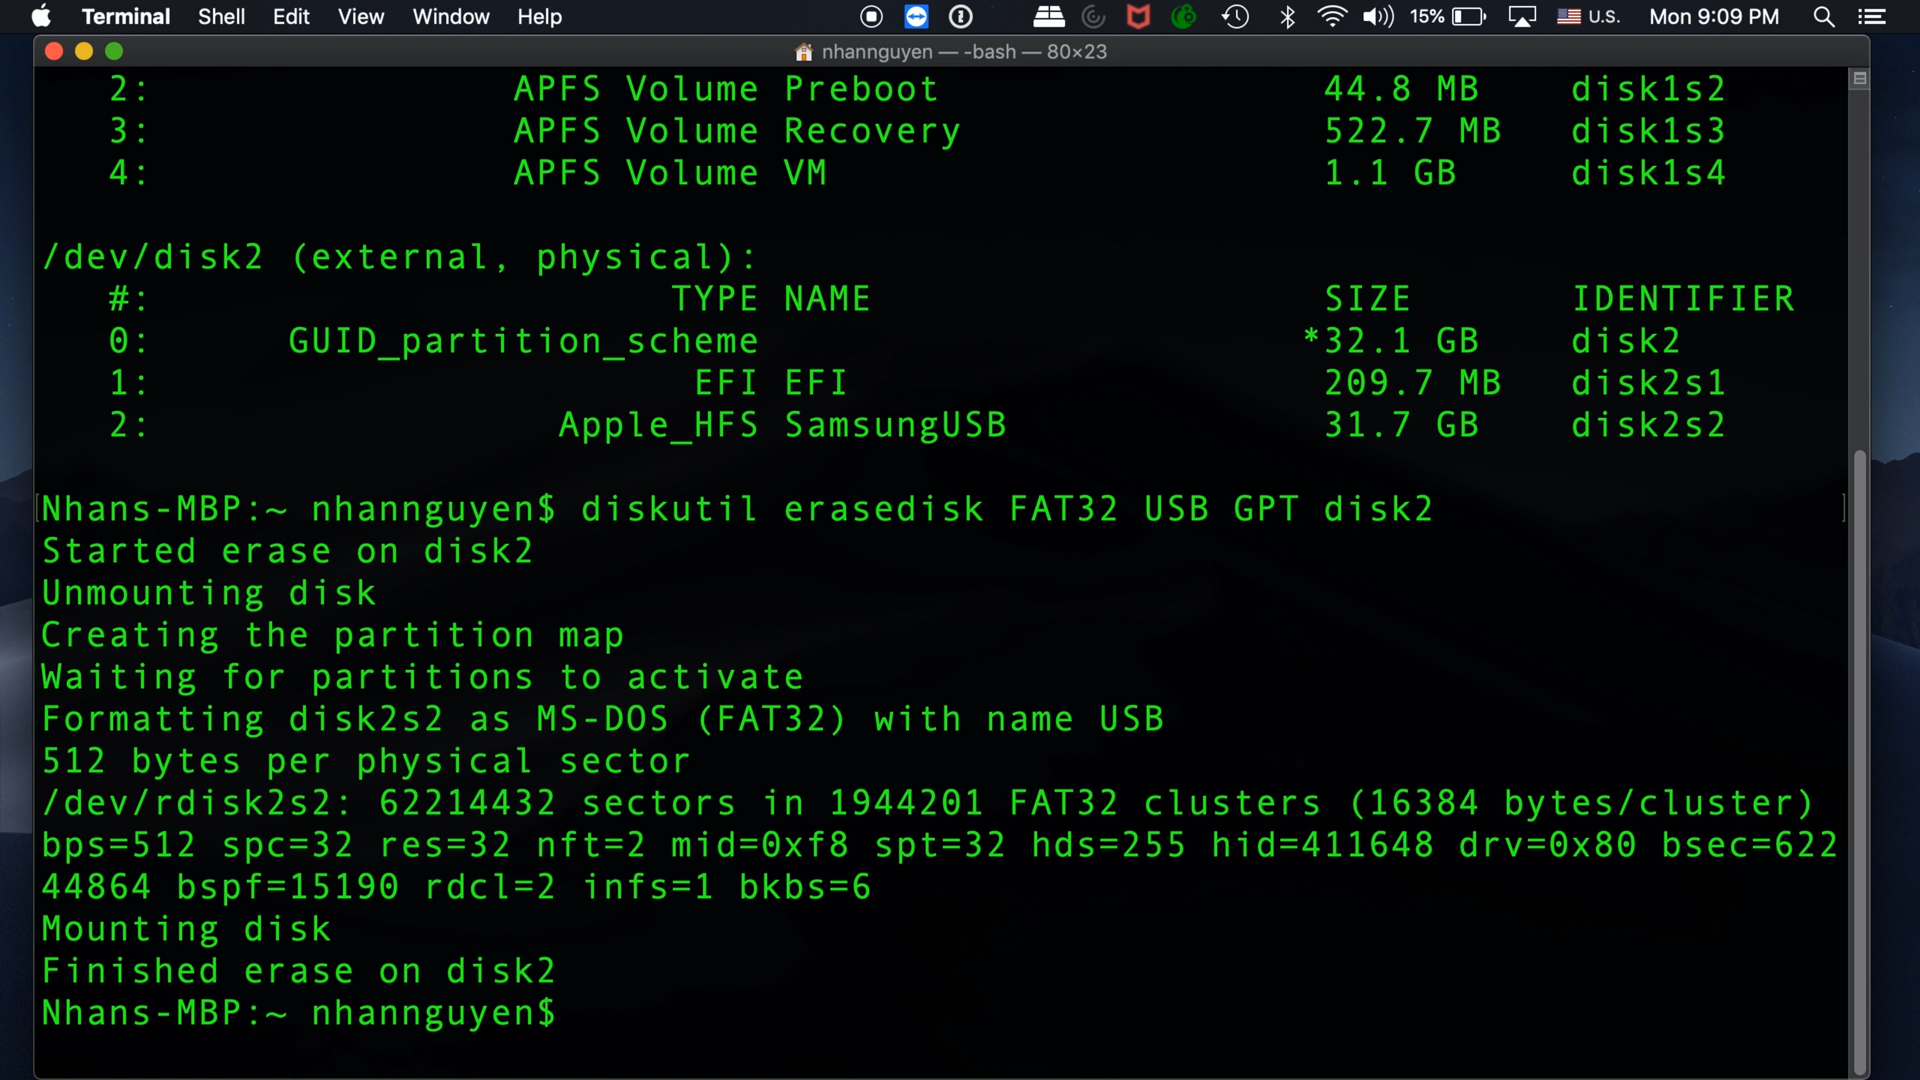 Terminal Shell Edit View Window Help 15% U.S. Mon 9:09 PM
nhannguyen — -bash — 80×23
2: APFS Volume Preboot 44.8 MB disk1s2
3: APFS Volume Recovery 522.7 MB disk1s3
4: APFS Volume VM 1.1 GB disk1s4
/dev/disk2 (external, physical):
#: TYPE NAME SIZE IDENTIFIER
0: GUID_partition_scheme *32.1 GB disk2
1: EFI EFI 209.7 MB disk2s1
2: Apple_HFS SamsungUSB 31.7 GB disk2s2
[Nhans-MBP:~ nhannguyen$ diskutil erasedisk FAT32 USB GPT disk2 ]
Started erase on disk2
Unmounting disk
Creating the partition map
Waiting for partitions to activate
Formatting disk2s2 as MS-DOS (FAT32) with name USB
512 bytes per physical sector
/dev/rdisk2s2: 62214432 sectors in 1944201 FAT32 clusters (16384 bytes/cluster)
bps=512 spc=32 res=32 nft=2 mid=0xf8 spt=32 hds=255 hid=411648 drv=0x80 bsec=622
44864 bspf=15190 rdcl=2 infs=1 bkbs=6
Mounting disk
Finished erase on disk2
Nhans-MBP:~ nhannguyen$